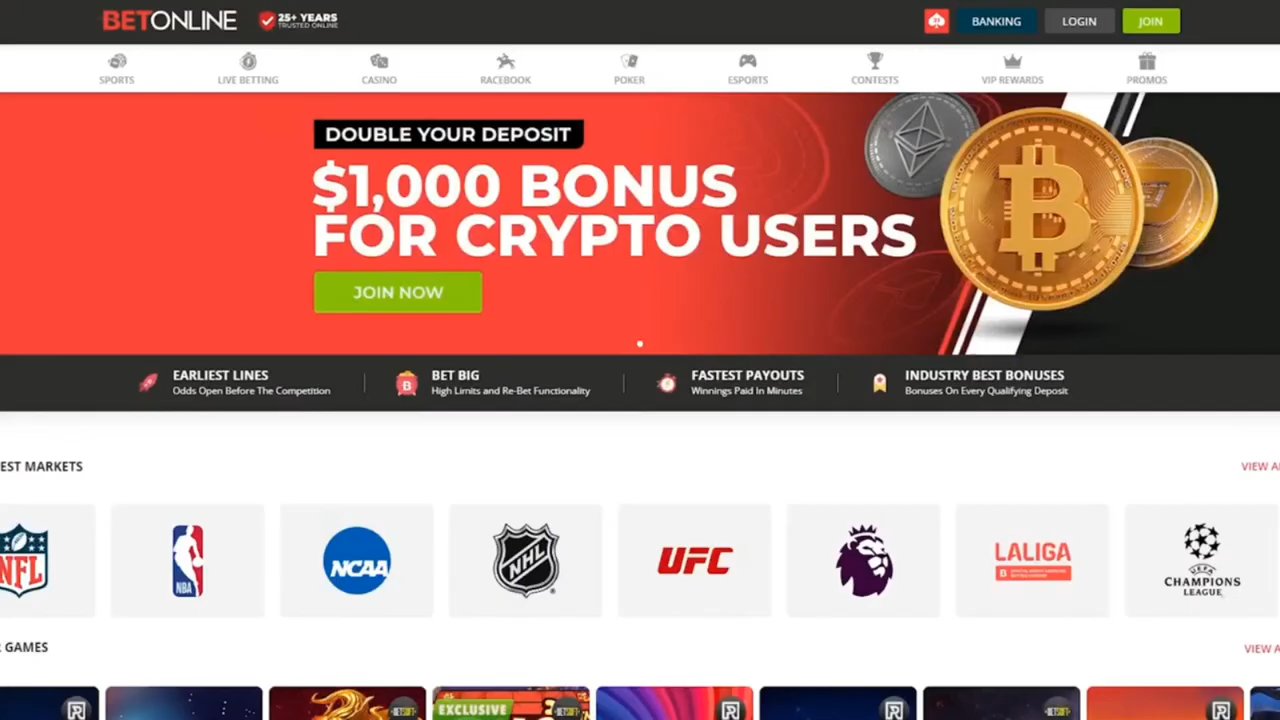 BETONLINE
25+ YEARS
TRUSTED ONLINE
BANKING
LOGIN
JOIN
SPORTS
LIVE BETTING
CASINO
RACEBOOK
POKER
ESPORTS
CONTESTS
VIP REWARDS
PROMOS
DOUBLE YOUR DEPOSIT
$1,000 BONUS
FOR CRYPTO USERS
JOIN NOW
EARLIEST LINES
Odds Open Before The Competition
BET BIG
High Limits and Re-Bet Functionality
FASTEST PAYOUTS
Winnings Paid In Minutes
INDUSTRY BEST BONUSES
Bonuses On Every Qualifying Deposit
EST MARKETS
VIEW A
NFL
NBA
NCAA
NHL
UFC
LALIGA
UEFA
CHAMPIONS
LEAGUE
GAMES
VIEW A
EXCLUSIVE